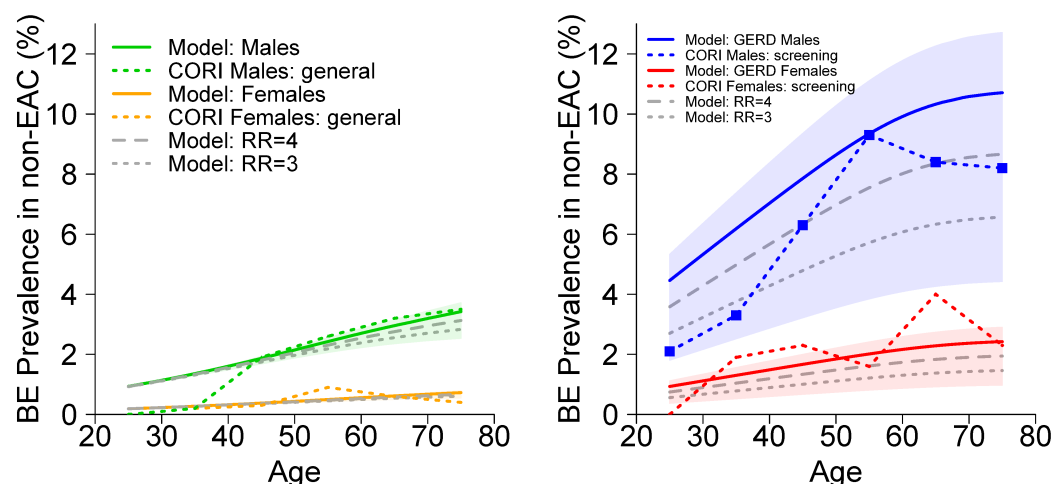 BE Prevalence in non-EAC (%)
12
10
8
6
4
2
0
20 30 40 50 60 70 80
Age
Model: Males
CORI Males: general
Model: Females
CORI Females: general
Model: RR=4
Model: RR=3
BE Prevalence in non-EAC (%)
12
10
8
6
4
2
0
20 30 40 50 60 70 80
Age
Model: GERD Males
CORI Males: screening
Model: GERD Females
CORI Females: screening
Model: RR=4
Model: RR=3